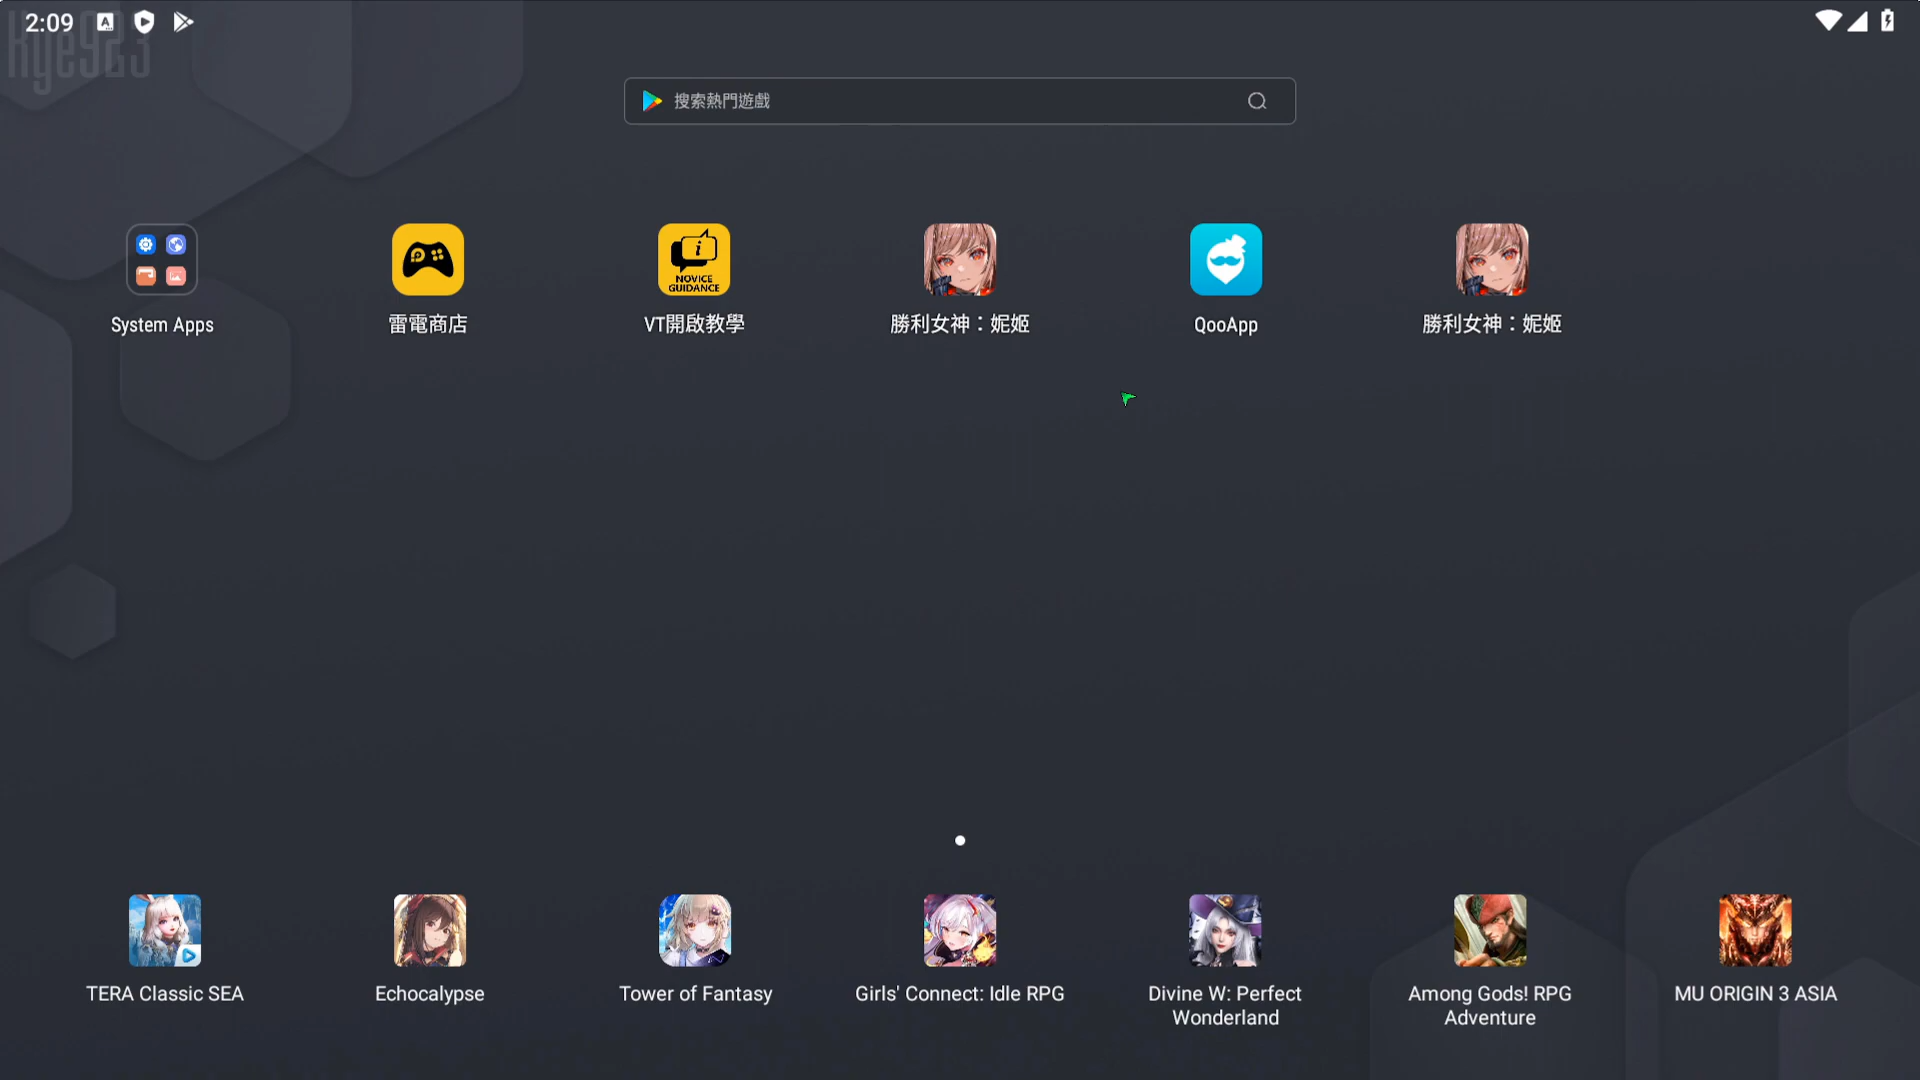 2:09
kye923
搜索熱門遊戲
NOVICE
GUIDANCE
System Apps
雷電商店
VT開啟教學
勝利女神：妮姬
QooApp
勝利女神：妮姬
TERA Classic SEA
Echocalypse
Tower of Fantasy
Girls' Connect: Idle RPG
Divine W: Perfect
Wonderland
Among Gods! RPG
Adventure
MU ORIGIN 3 ASIA